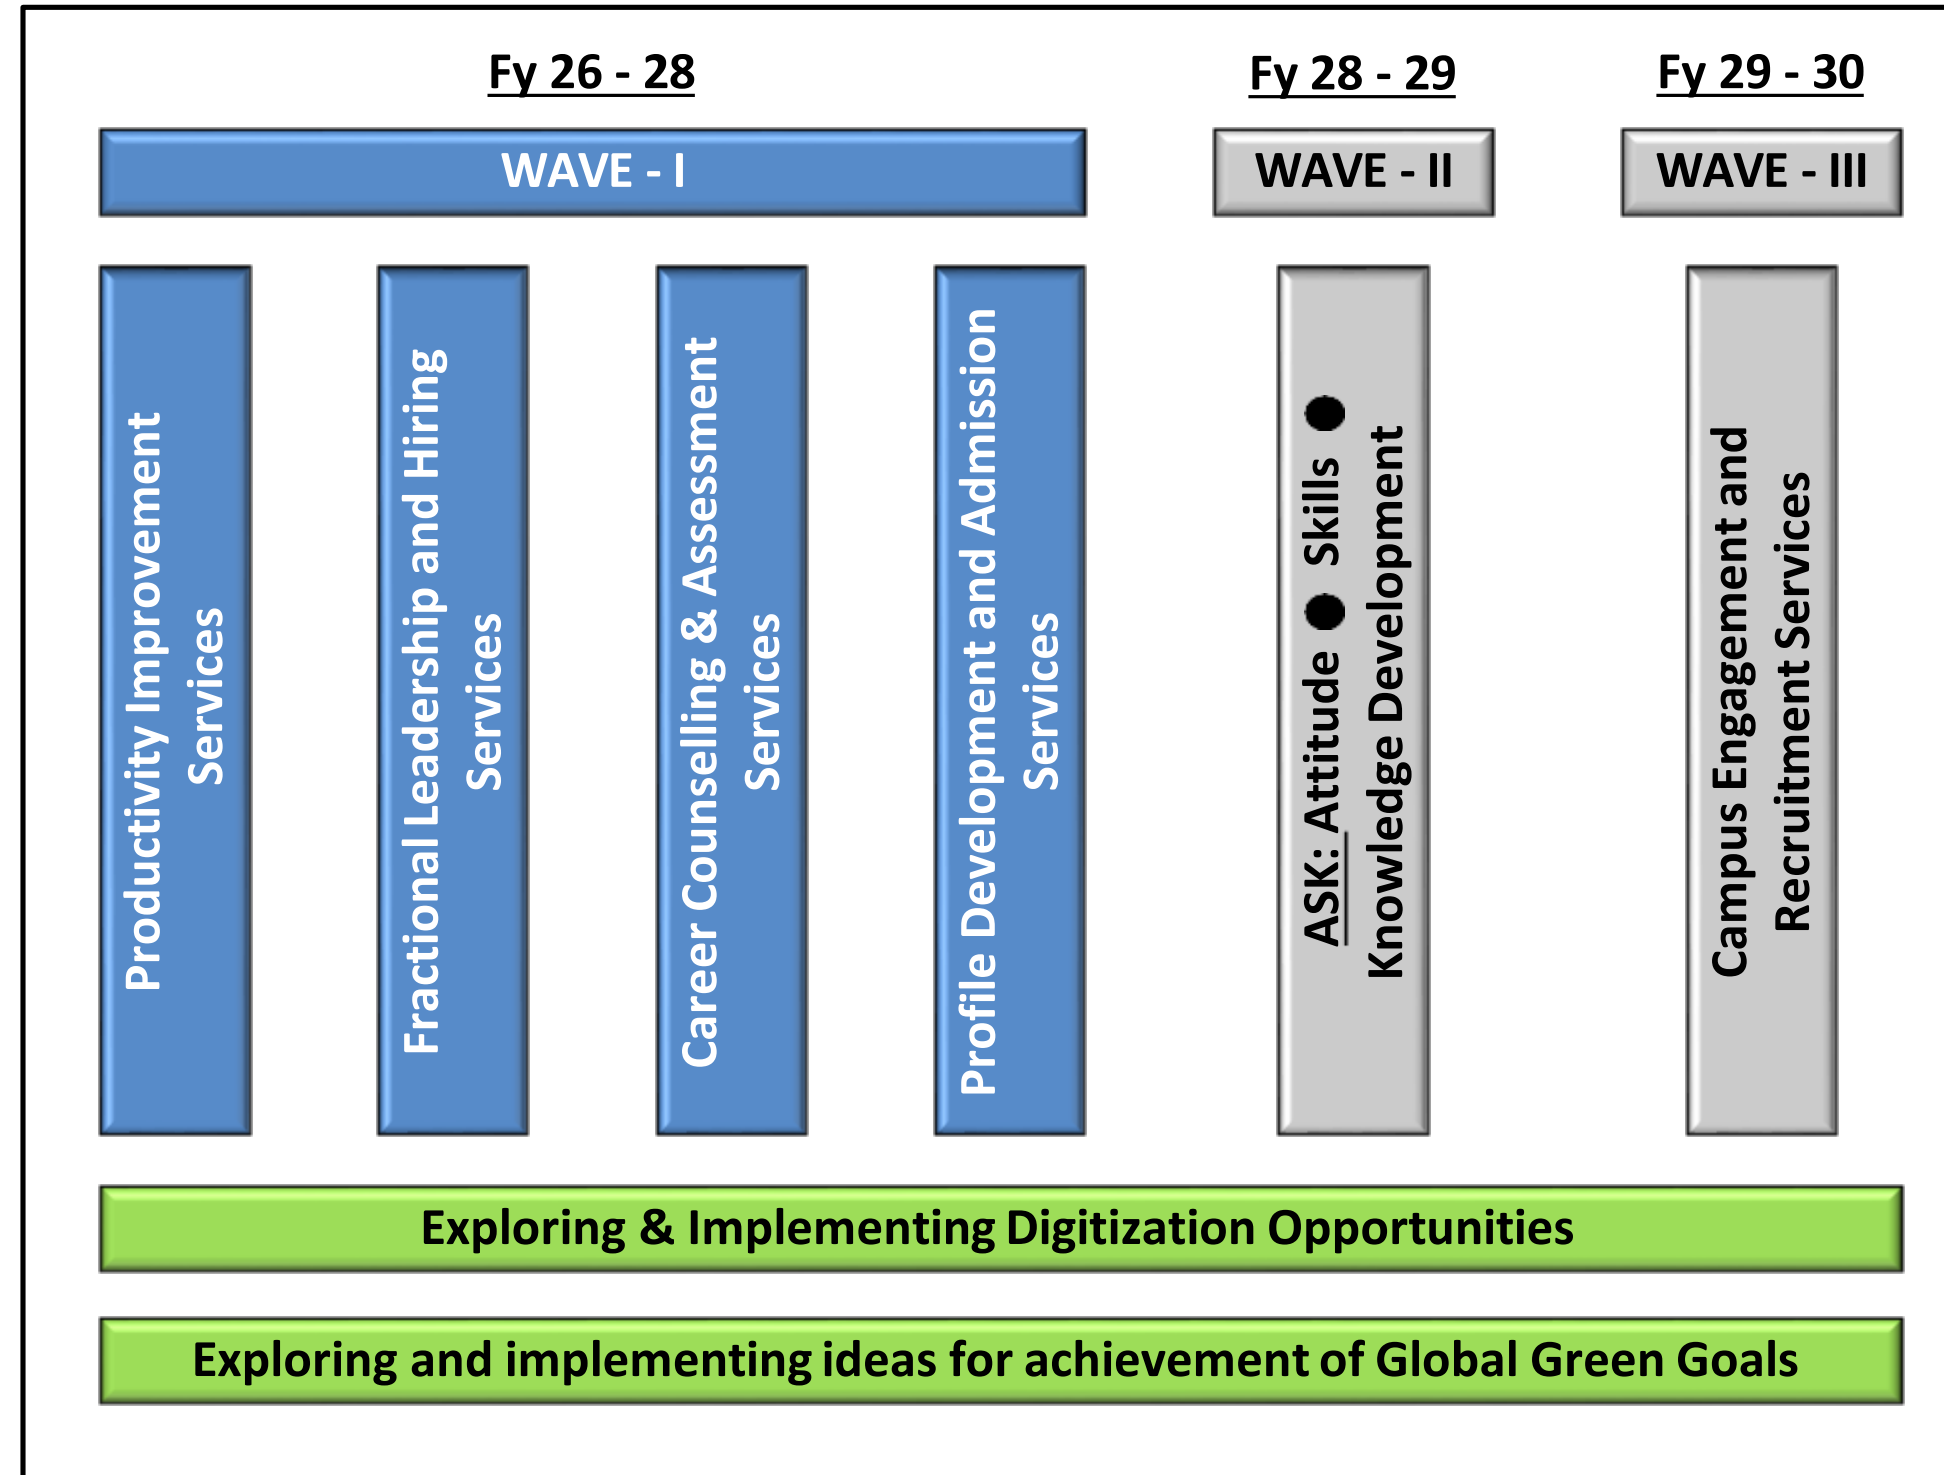 Fy 26 - 28
Fy 28 - 29
Fy 29 - 30
WAVE - I
WAVE - II
WAVE - III
Productivity Improvement
Services
Fractional Leadership and Hiring
Services
Career Counselling & Assessment
Services
Profile Development and Admission
Services
ASK: Attitude ● Skills ●
Knowledge Development
Campus Engagement and
Recruitment Services
Exploring & Implementing Digitization Opportunities
Exploring and implementing ideas for achievement of Global Green Goals